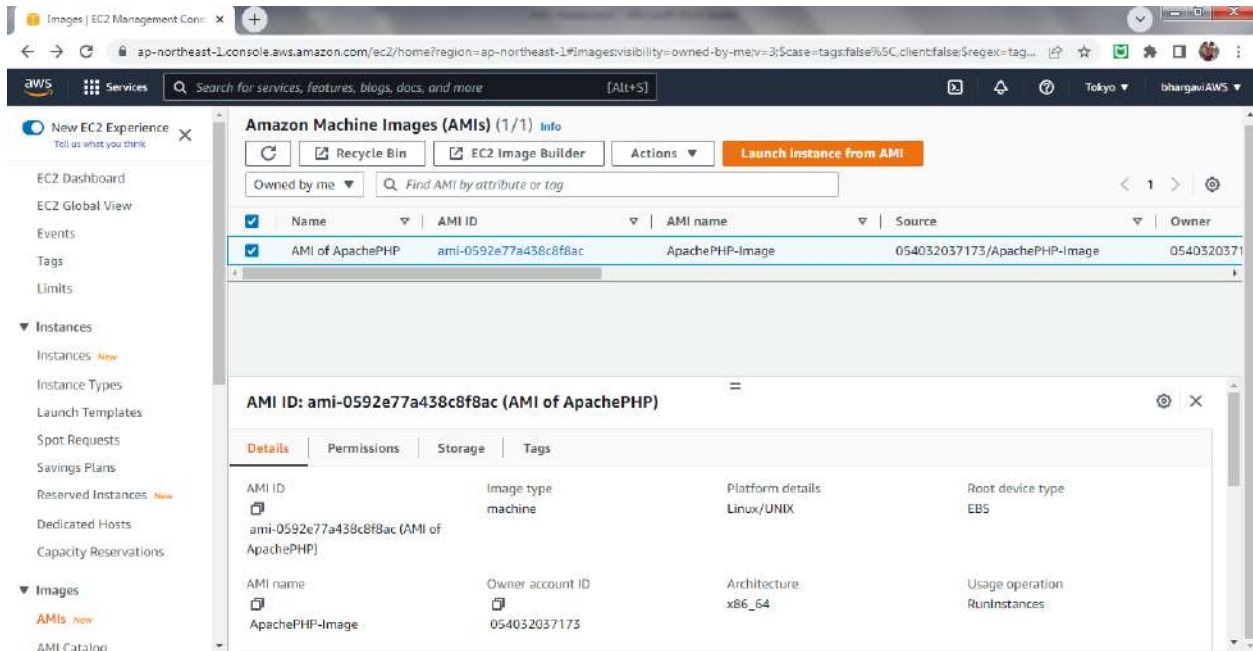 Images | EC2 Management Cons
ap-northeast-1.console.aws.amazon.com/ec2/home?region=ap-northeast-1#Images:visibility=owned-by-me;v=3;$case=tags:false%5C,client:false;$regex=tag...
aws Services Search for services, features, blogs, docs, and more [Alt+S] Tokyo bhargaviAWS
New EC2 Experience
Tell us what you think
EC2 Dashboard
EC2 Global View
Events
Tags
Limits
Instances
Instances New
Instance Types
Launch Templates
Spot Requests
Savings Plans
Reserved Instances New
Dedicated Hosts
Capacity Reservations
Images
AMIs New
AMI Catalog
Amazon Machine Images (AMIs) (1/1) Info
Recycle Bin EC2 Image Builder Actions Launch instance from AMI
Owned by me Find AMI by attribute or tag 1
Name AMI ID AMI name Source Owner
AMI of ApachePHP ami-0592e77a438c8f8ac ApachePHP-Image 054032037173/ApachePHP-Image 0540320371
AMI ID: ami-0592e77a438c8f8ac (AMI of ApachePHP)
Details Permissions Storage Tags
AMI ID Image type Platform details Root device type
ami-0592e77a438c8f8ac (AMI of ApachePHP) machine Linux/UNIX EBS
AMI name Owner account ID Architecture Usage operation
ApachePHP-Image 054032037173 x86_64 RunInstances